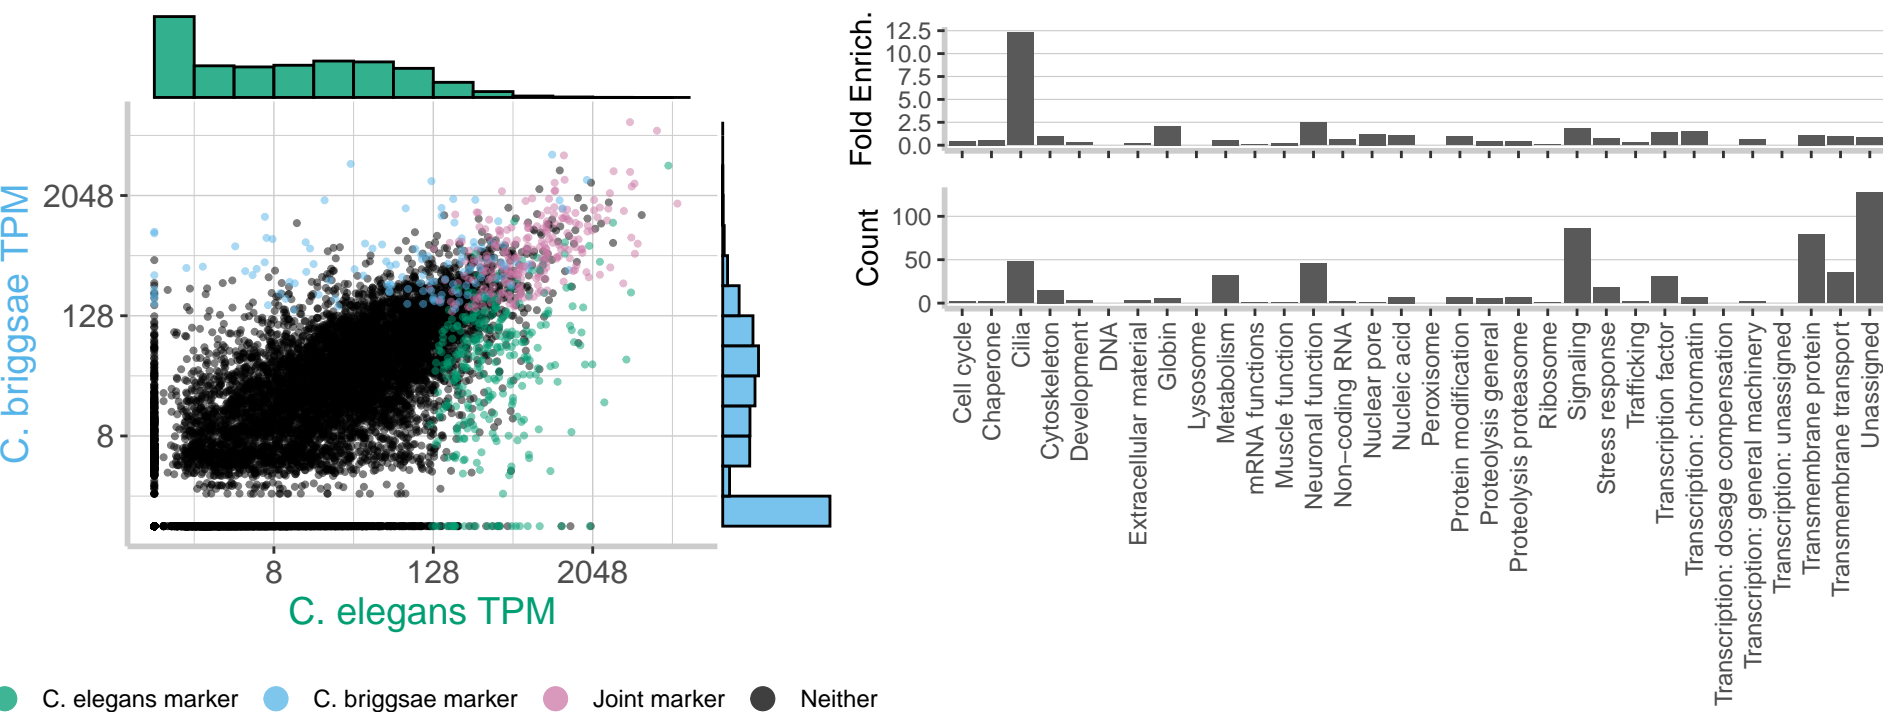 C. briggsae TPM
2048
128
8
8
128
2048
C. elegans TPM
C. elegans marker
C. briggsae marker
Joint marker
Neither
Fold Enrich.
12.5
10.0
7.5
5.0
2.5
0.0
Count
100
50
0
Cell cycle
Chaperone
Cilia
Cytoskeleton
Development
DNA
Extracellular material
Globin
Lysosome
Metabolism
mRNA functions
Muscle function
Neuronal function
Non−coding RNA
Nuclear pore
Nucleic acid
Peroxisome
Protein modification
Proteolysis general
Proteolysis proteasome
Ribosome
Signaling
Stress response
Trafficking
Transcription factor
Transcription: chromatin
Transcription: dosage compensation
Transcription: general machinery
Transcription: unassigned
Transmembrane protein
Transmembrane transport
Unassigned